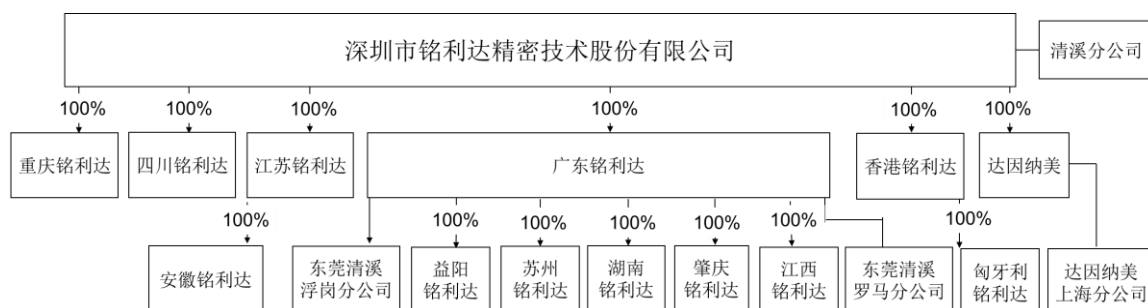 深圳市铭利达精密技术股份有限公司
清溪分公司
100%
100%
100%
100%
100%
100%
重庆铭利达
四川铭利达
江苏铭利达
广东铭利达
香港铭利达
达因纳美
100%
100%
100%
100%
100%
100%
100%
安徽铭利达
东莞清溪
浮岗分公司
益阳
铭利达
苏州
铭利达
湖南
铭利达
肇庆
铭利达
江西
铭利达
东莞清溪
罗马分公司
匈牙利
铭利达
达因纳美
上海分公司